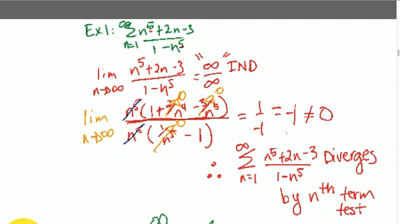 Ex1: ∞ Σ n=1 n⁵+2n-3 / 1-n⁵
lim n→∞ n⁵+2n-3 / 1-n⁵ = "∞/∞" IND
lim n→∞ n⁵(1+2/n⁴-3/n⁵) / n⁵(1/n⁵-1) = 1/-1 = -1 ≠ 0
∴ ∞ Σ n=1 n⁵+2n-3 / 1-n⁵ Diverges
by nth term
test